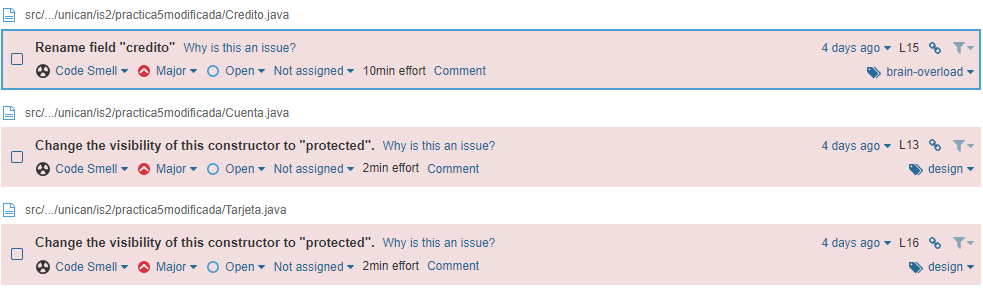 src/.../unican/is2/practica5modificada/Credito.java
Rename field "credito" Why is this an issue? 4 days ago L15
Code Smell Major Open Not assigned 10min effort Comment brain-overload
src/.../unican/is2/practica5modificada/Cuenta.java
Change the visibility of this constructor to "protected". Why is this an issue? 4 days ago L13
Code Smell Major Open Not assigned 2min effort Comment design
src/.../unican/is2/practica5modificada/Tarjeta.java
Change the visibility of this constructor to "protected". Why is this an issue? 4 days ago L16
Code Smell Major Open Not assigned 2min effort Comment design